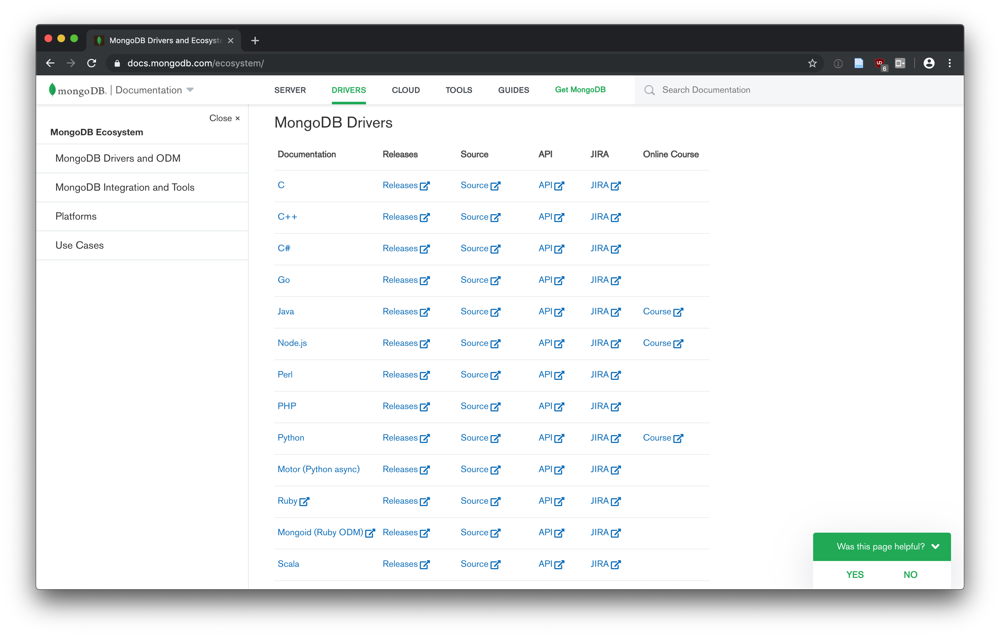 MongoDB Drivers and Ecosyste
docs.mongodb.com/ecosystem/
6
mongoDB. | Documentation
SERVER DRIVERS CLOUD TOOLS GUIDES Get MongoDB Search Documentation
Close ×
MongoDB Ecosystem
MongoDB Drivers and ODM
MongoDB Integration and Tools
Platforms
Use Cases
MongoDB Drivers
Documentation Releases Source API JIRA Online Course
C Releases Source API JIRA
C++ Releases Source API JIRA
C# Releases Source API JIRA
Go Releases Source API JIRA
Java Releases Source API JIRA Course
Node.js Releases Source API JIRA Course
Perl Releases Source API JIRA
PHP Releases Source API JIRA
Python Releases Source API JIRA Course
Motor (Python async) Releases Source API JIRA
Ruby Releases Source API JIRA
Mongoid (Ruby ODM) Releases Source API JIRA
Scala Releases Source API JIRA
Was this page helpful?
YES NO